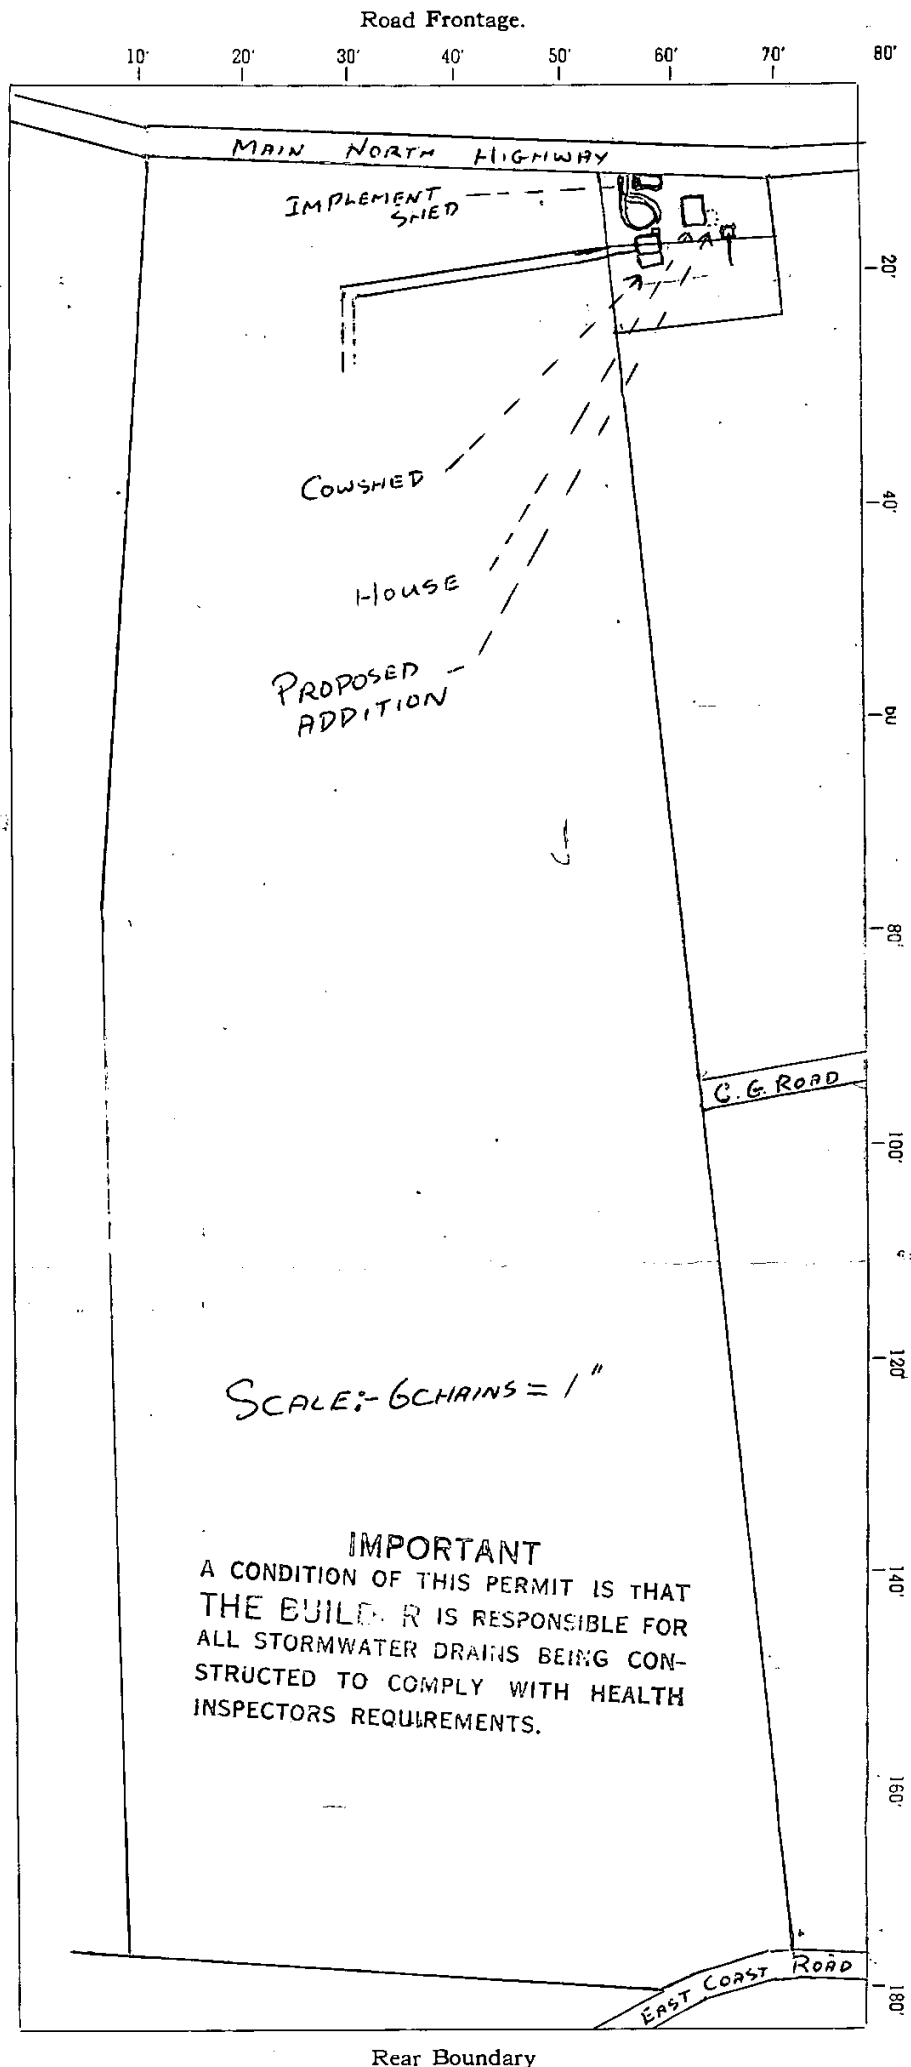 Road Frontage.
10' 20' 30' 40' 50' 60' 70' 80'
MAIN NORTH HIGHWAY
IMPLEMENT
SHED
20'
COWSHED
40'
HOUSE
PROPOSED
ADDITION
60'
80'
C. G. ROAD
100'
120'
SCALE:- 6CHAINS = 1"
IMPORTANT
A CONDITION OF THIS PERMIT IS THAT
THE BUILD R IS RESPONSIBLE FOR
ALL STORMWATER DRAINS BEING CON-
STRUCTED TO COMPLY WITH HEALTH
INSPECTORS REQUIREMENTS.
140'
160'
EAST COAST ROAD
180'
Rear Boundary